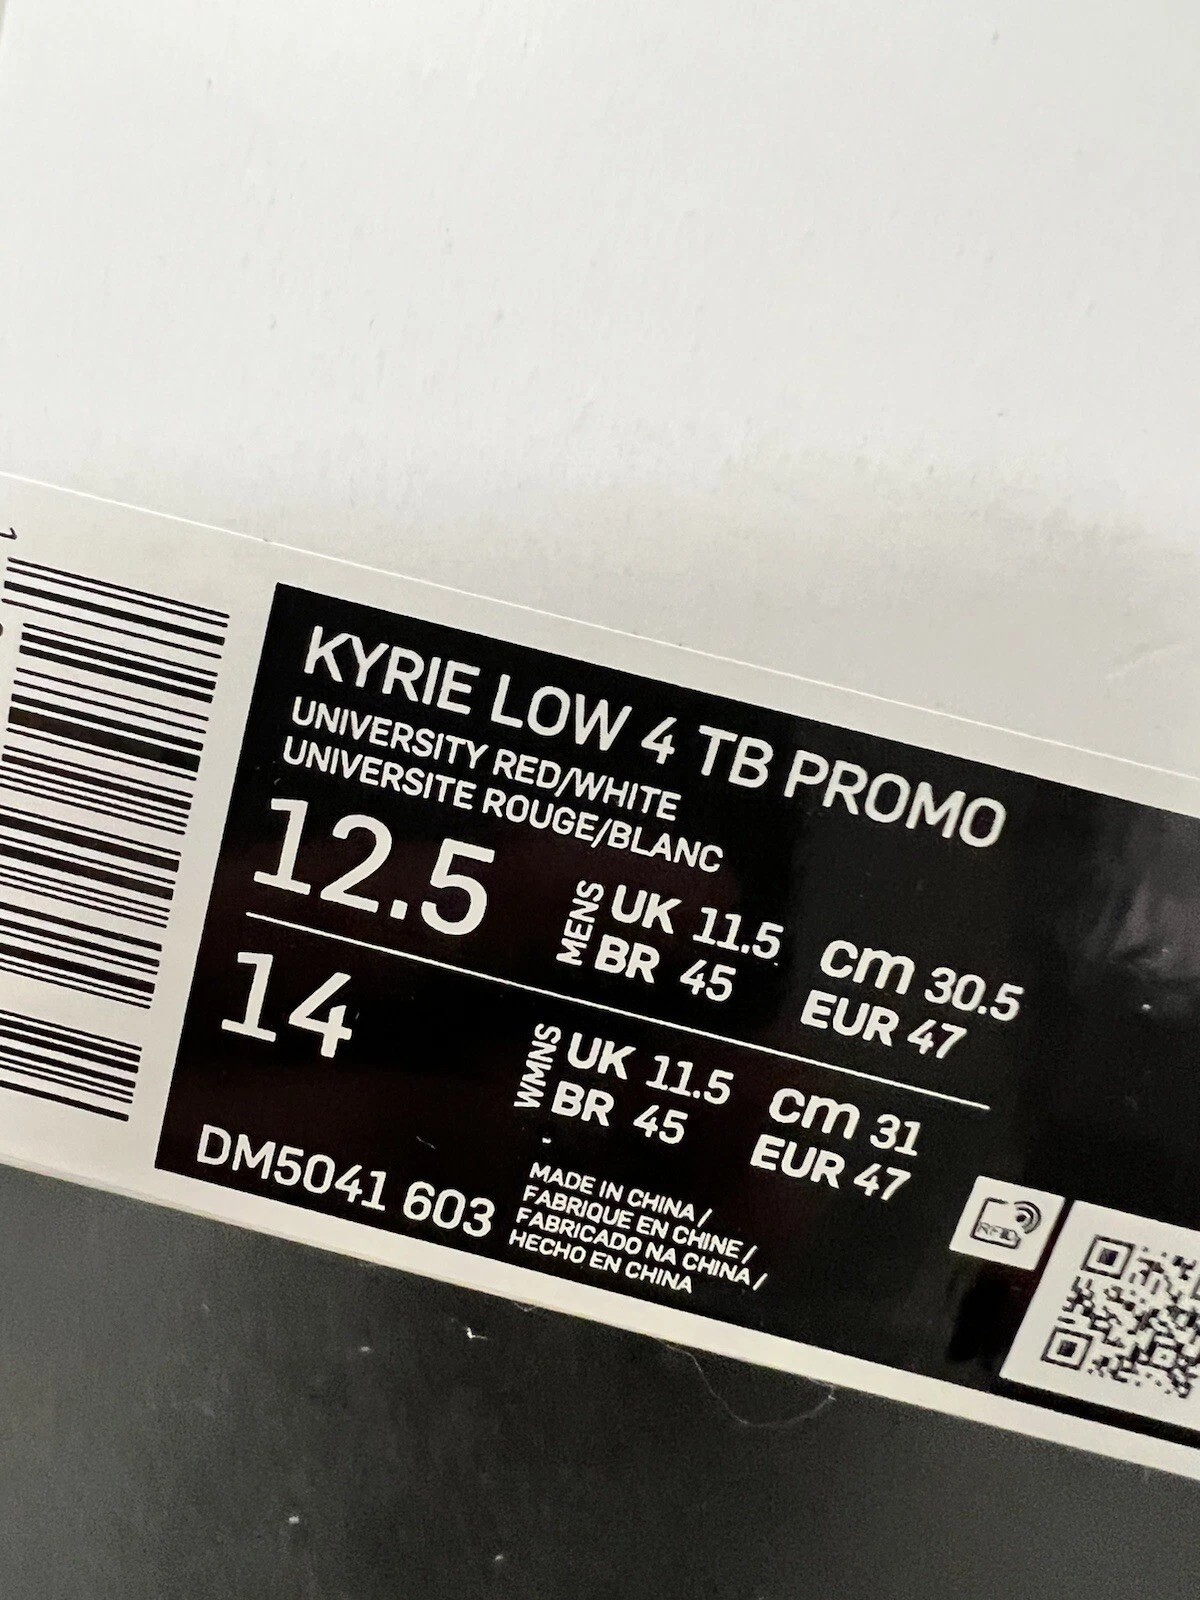 KYRIE LOW 4 TB PROMO
UNIVERSITY RED/WHITE
UNIVERSITE ROUGE/BLANC
12.5
MENS
UK 11.5 cm 30.5
BR 45 EUR 47
14
WMNS
UK 11.5 cm 31
BR 45 EUR 47
DM5041 603
MADE IN CHINA/
FABRIQUE EN CHINE/
FABRICADO NA CHINA/
HECHO EN CHINA
RFID